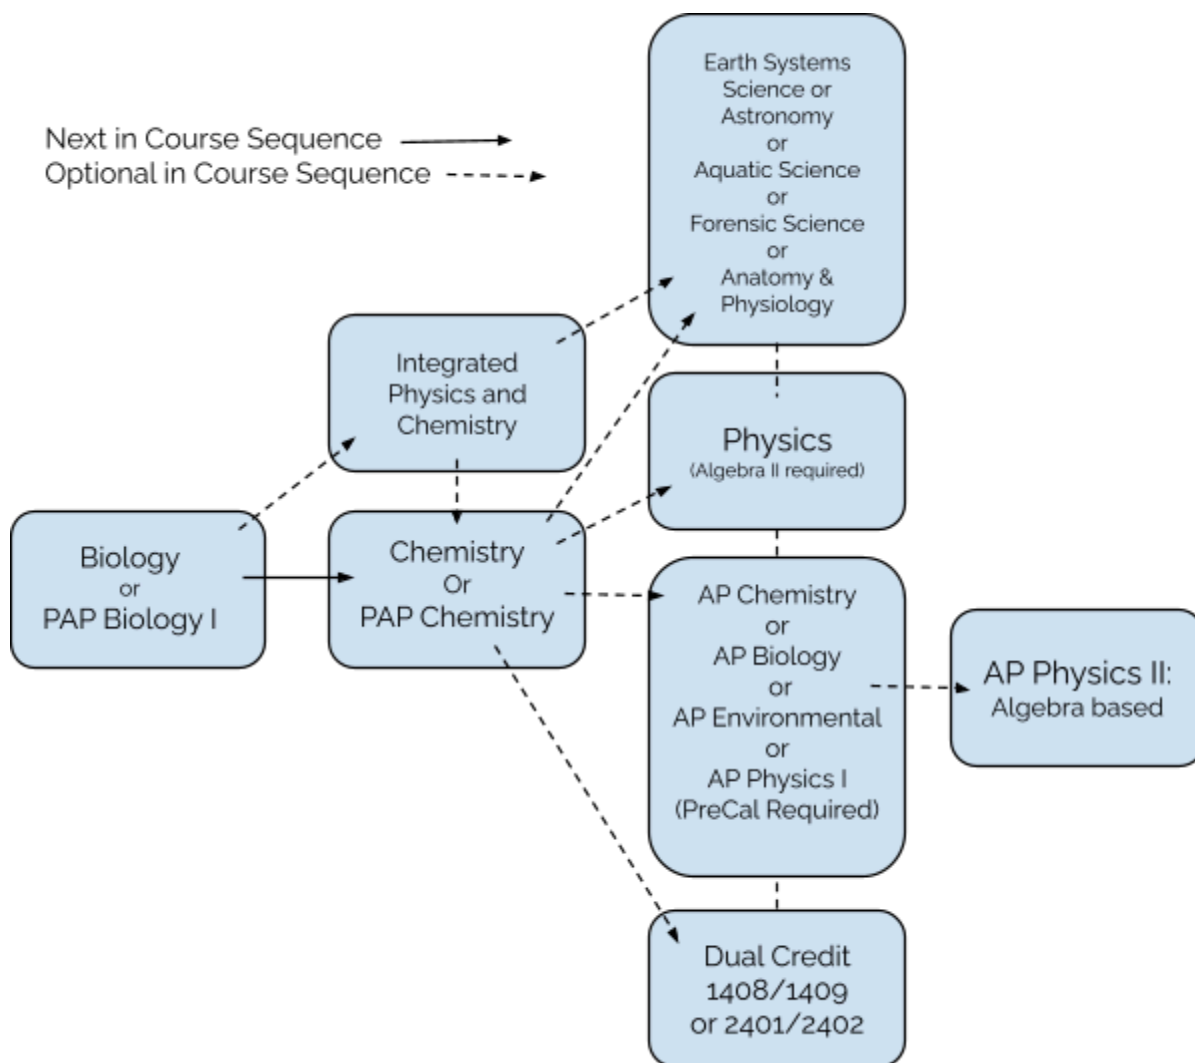 Next in Course Sequence
Optional in Course Sequence
Earth Systems
Science or
Astronomy
or
Aquatic Science
or
Forensic Science
or
Anatomy &
Physiology
Integrated
Physics and
Chemistry
Physics
(Algebra II required)
Biology
or
PAP Biology I
Chemistry
Or
PAP Chemistry
AP Chemistry
or
AP Biology
or
AP Environmental
or
AP Physics I
(PreCal Required)
AP Physics II:
Algebra based
Dual Credit
1408/1409
or 2401/2402